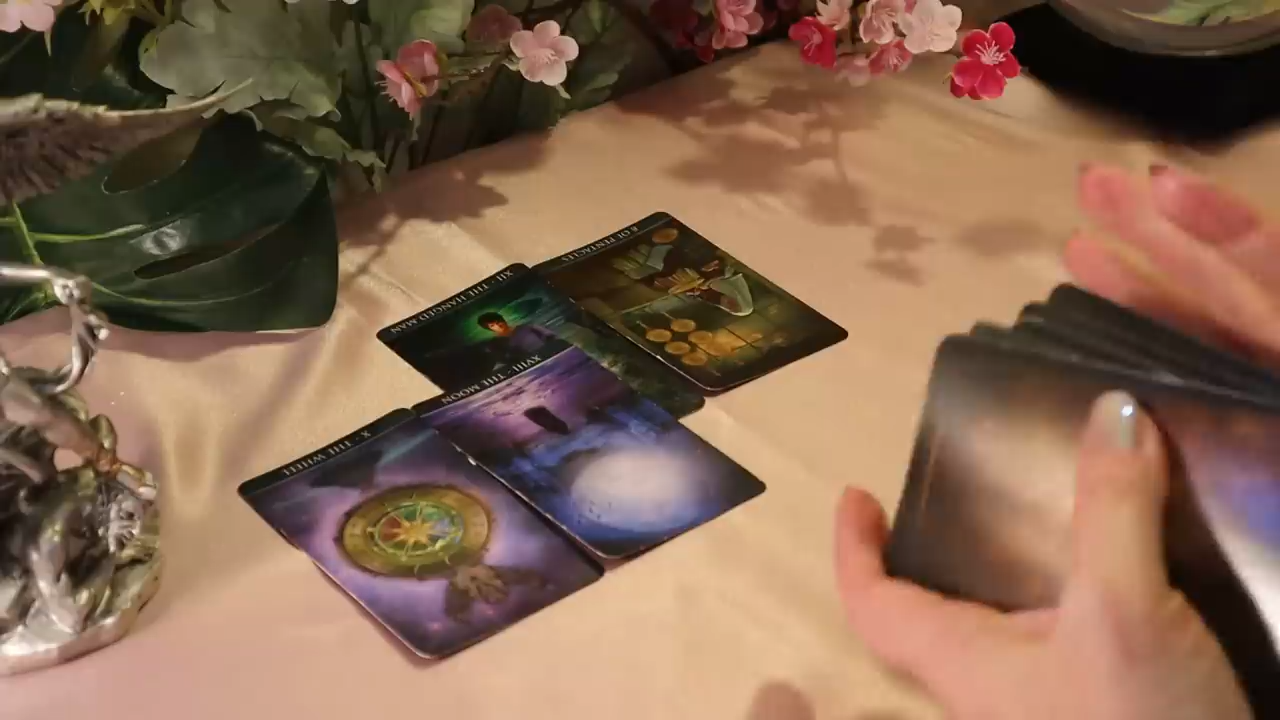 8 OF PENTACLES
XII · THE HANGED MAN
XVIII · THE MOON
X · THE WHEEL